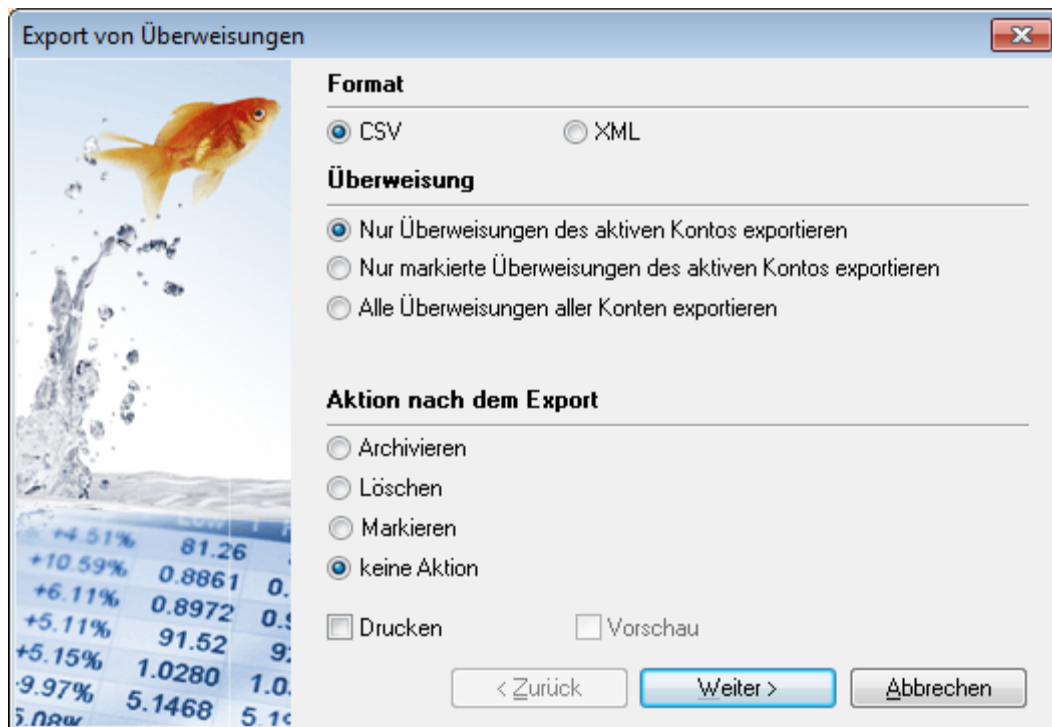 Export von Überweisungen
Format
CSV XML
Überweisung
Nur Überweisungen des aktiven Kontos exportieren
Nur markierte Überweisungen des aktiven Kontos exportieren
Alle Überweisungen aller Konten exportieren
Aktion nach dem Export
Archivieren
Löschen
Markieren
keine Aktion
Drucken Vorschau
< Zurück Weiter > Abbrechen
+4.51% 81.26
+10.59% 0.8861 0.
+6.11% 0.8972
+5.11% 91.52
+5.15% 1.0280 1.0
-9.97% 5.1468